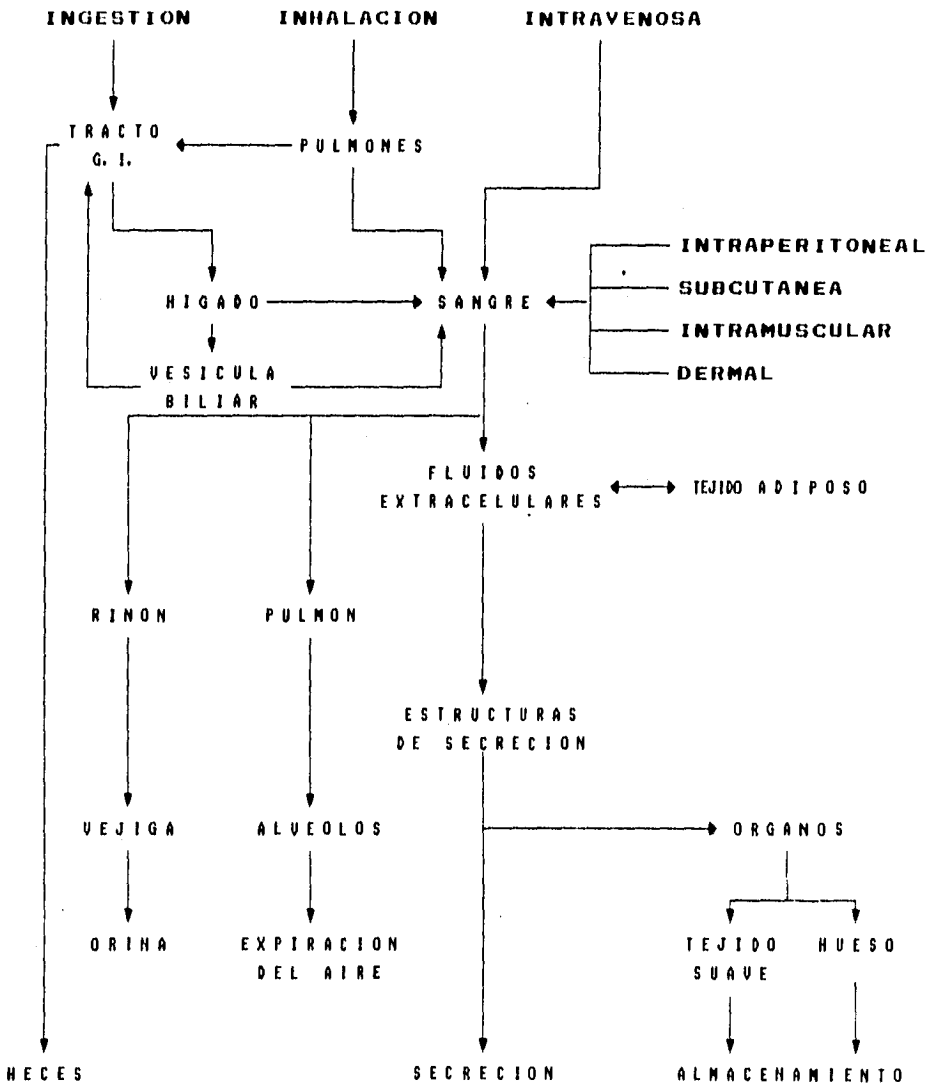 INGESTION INHALACION INTRAVENOSA
TRACTO
G. I.
PULMONES
INTRAPERITONEAL
HIGADO SANGRE
SUBCUTANEA
INTRAMUSCULAR
VESICULA
BILIAR
DERMAL
FLUIDOS
EXTRACELULARES
TEJIDO ADIPOSO
RINON PULMON
ESTRUCTURAS
DE SECRECION
VEJIGA ALVEOLOS ORGANOS
ORINA
EXPIRACION
DEL AIRE
TEJIDO
SUAVE
HUESO
HECES SECRECION ALMACENAMIENTO